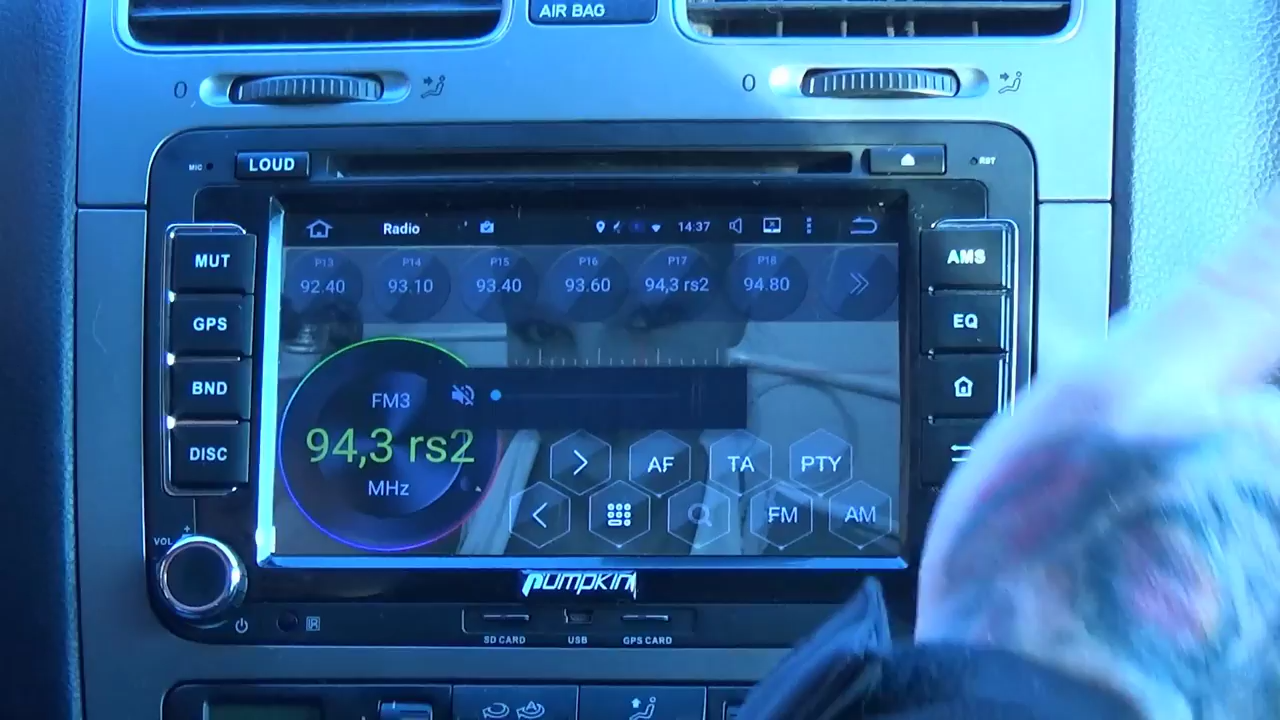 AIR BAG
0
0
MIC
LOUD
RST
Radio
14:37
MUT
GPS
BND
DISC
VOL
P13
92.40
P14
93.10
P15
93.40
P16
93.60
P17
94,3 rs2
P18
94.80
FM3
94,3 rs2
MHz
AF
TA
PTY
FM
AM
AMS
EQ
PUMPKIN
IR
SD CARD
USB
GPS CARD
A